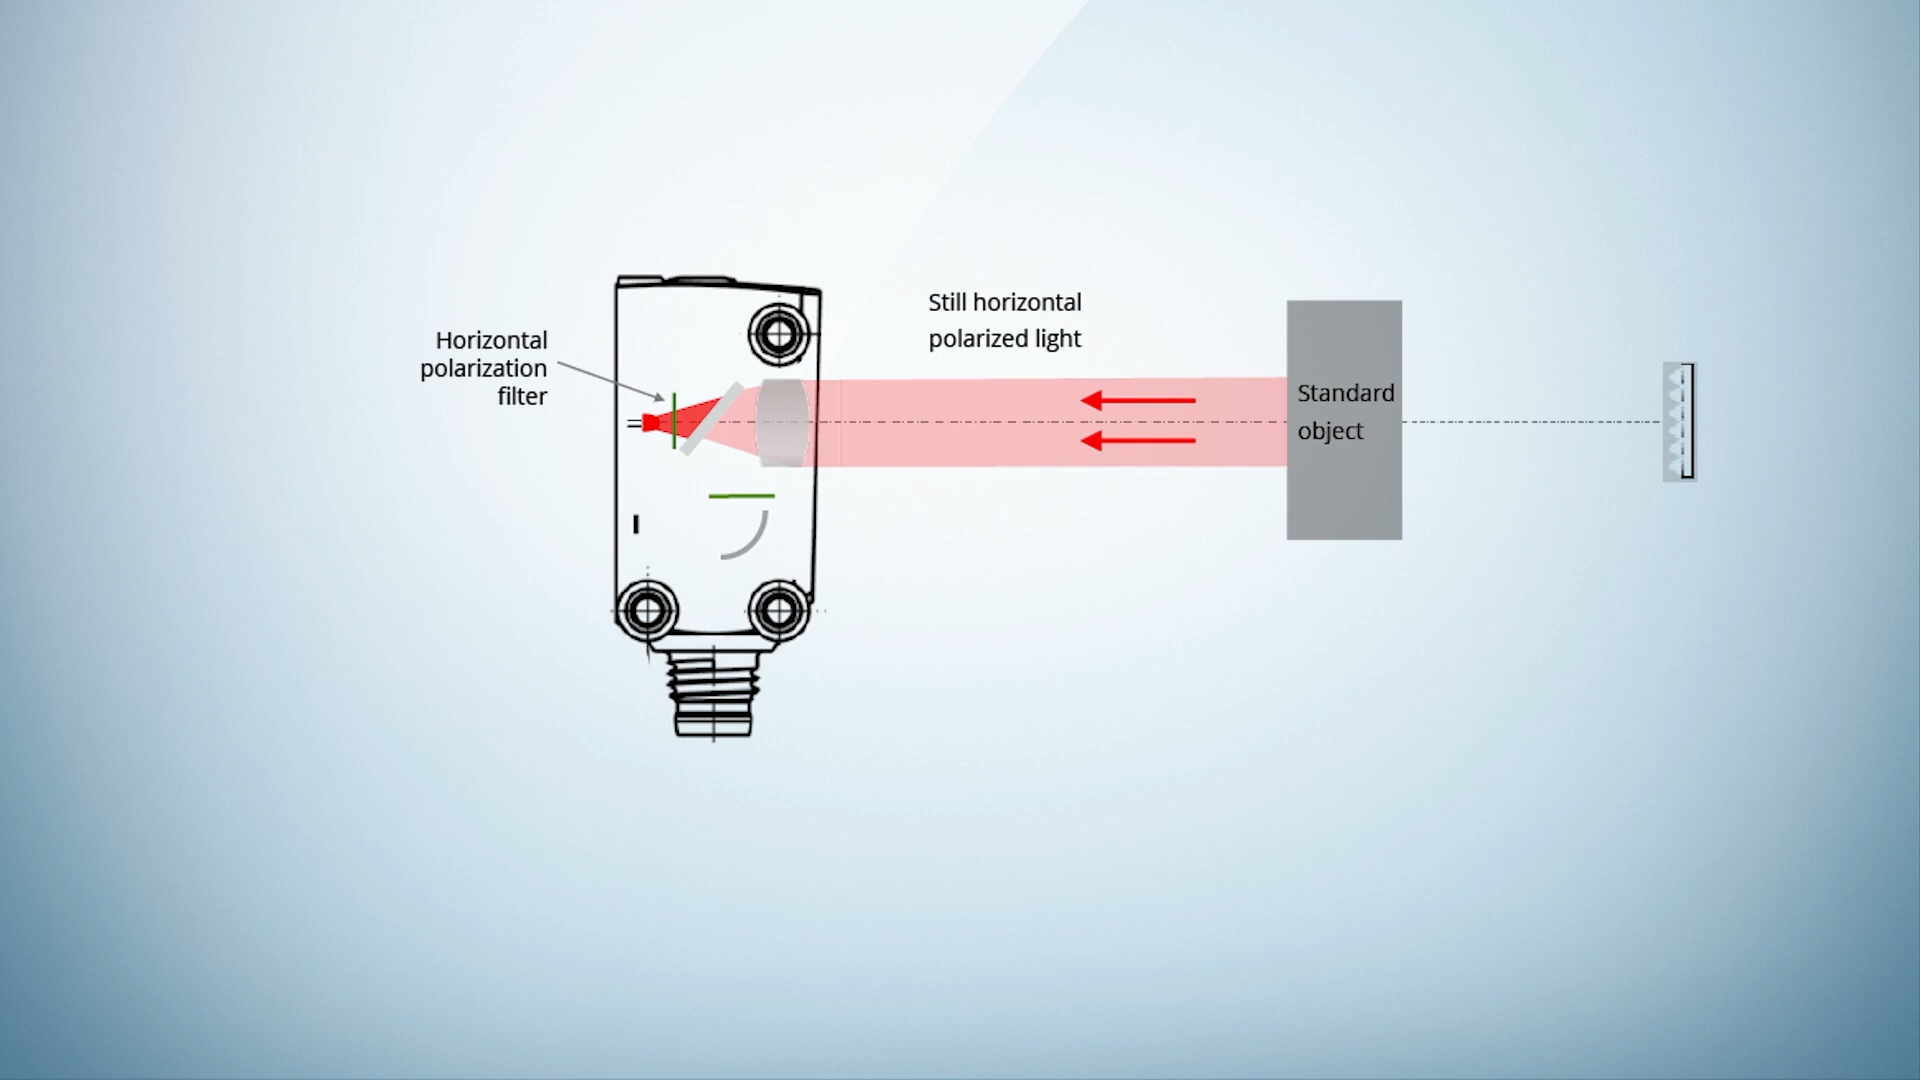 Horizontal
polarization
filter
Still horizontal
polarized light
Standard
object